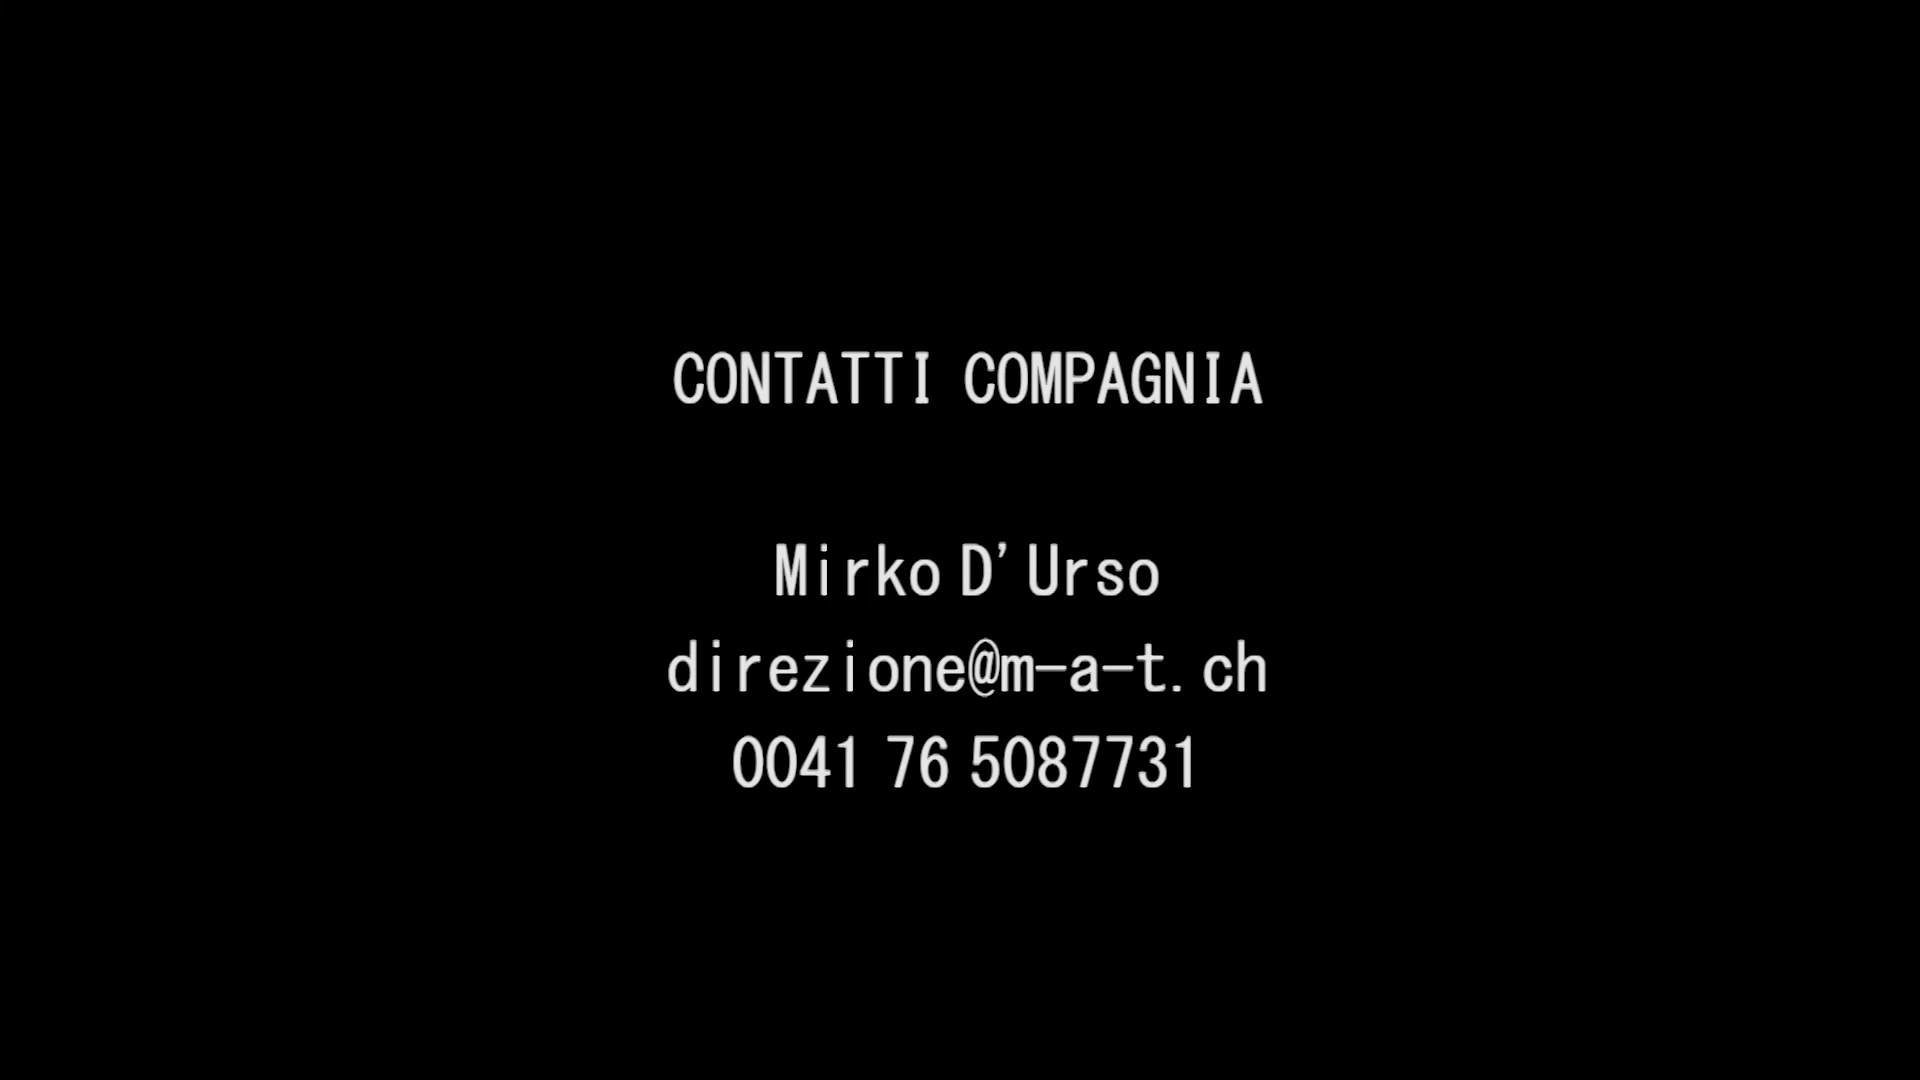 CONTATTI COMPAGNIA
Mirko D'Urso
direzione@m-a-t.ch
0041 76 5087731